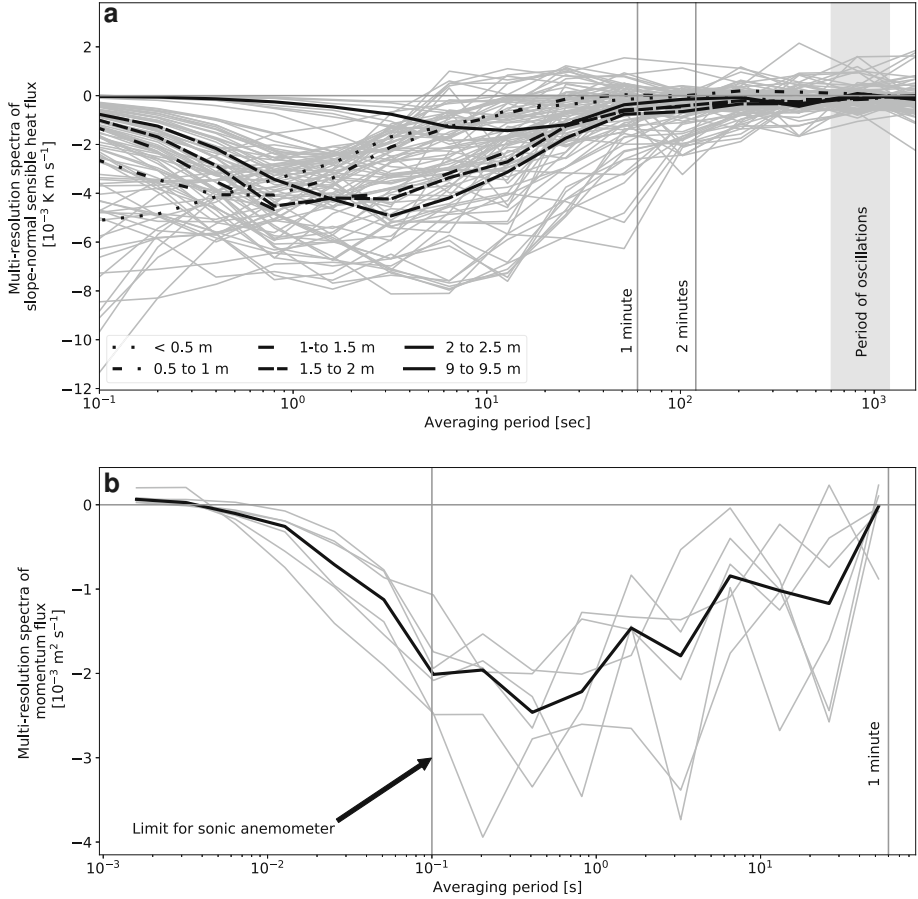 a
Multi-resolution spectra of
slope-normal sensible heat flux
[10⁻³ K m s⁻¹]
2
0
−2
−4
−6
−8
−10
−12
1 minute
2 minutes
Period of oscillations
< 0.5 m
0.5 to 1 m
1-to 1.5 m
1.5 to 2 m
2 to 2.5 m
9 to 9.5 m
10⁻¹ 10⁰ 10¹ 10² 10³
Averaging period [sec]
b
Multi-resolution spectra of
momentum flux
[10⁻³ m² s⁻¹]
0
−1
−2
−3
−4
Limit for sonic anemometer
1 minute
10⁻³ 10⁻² 10⁻¹ 10⁰ 10¹
Averaging period [s]